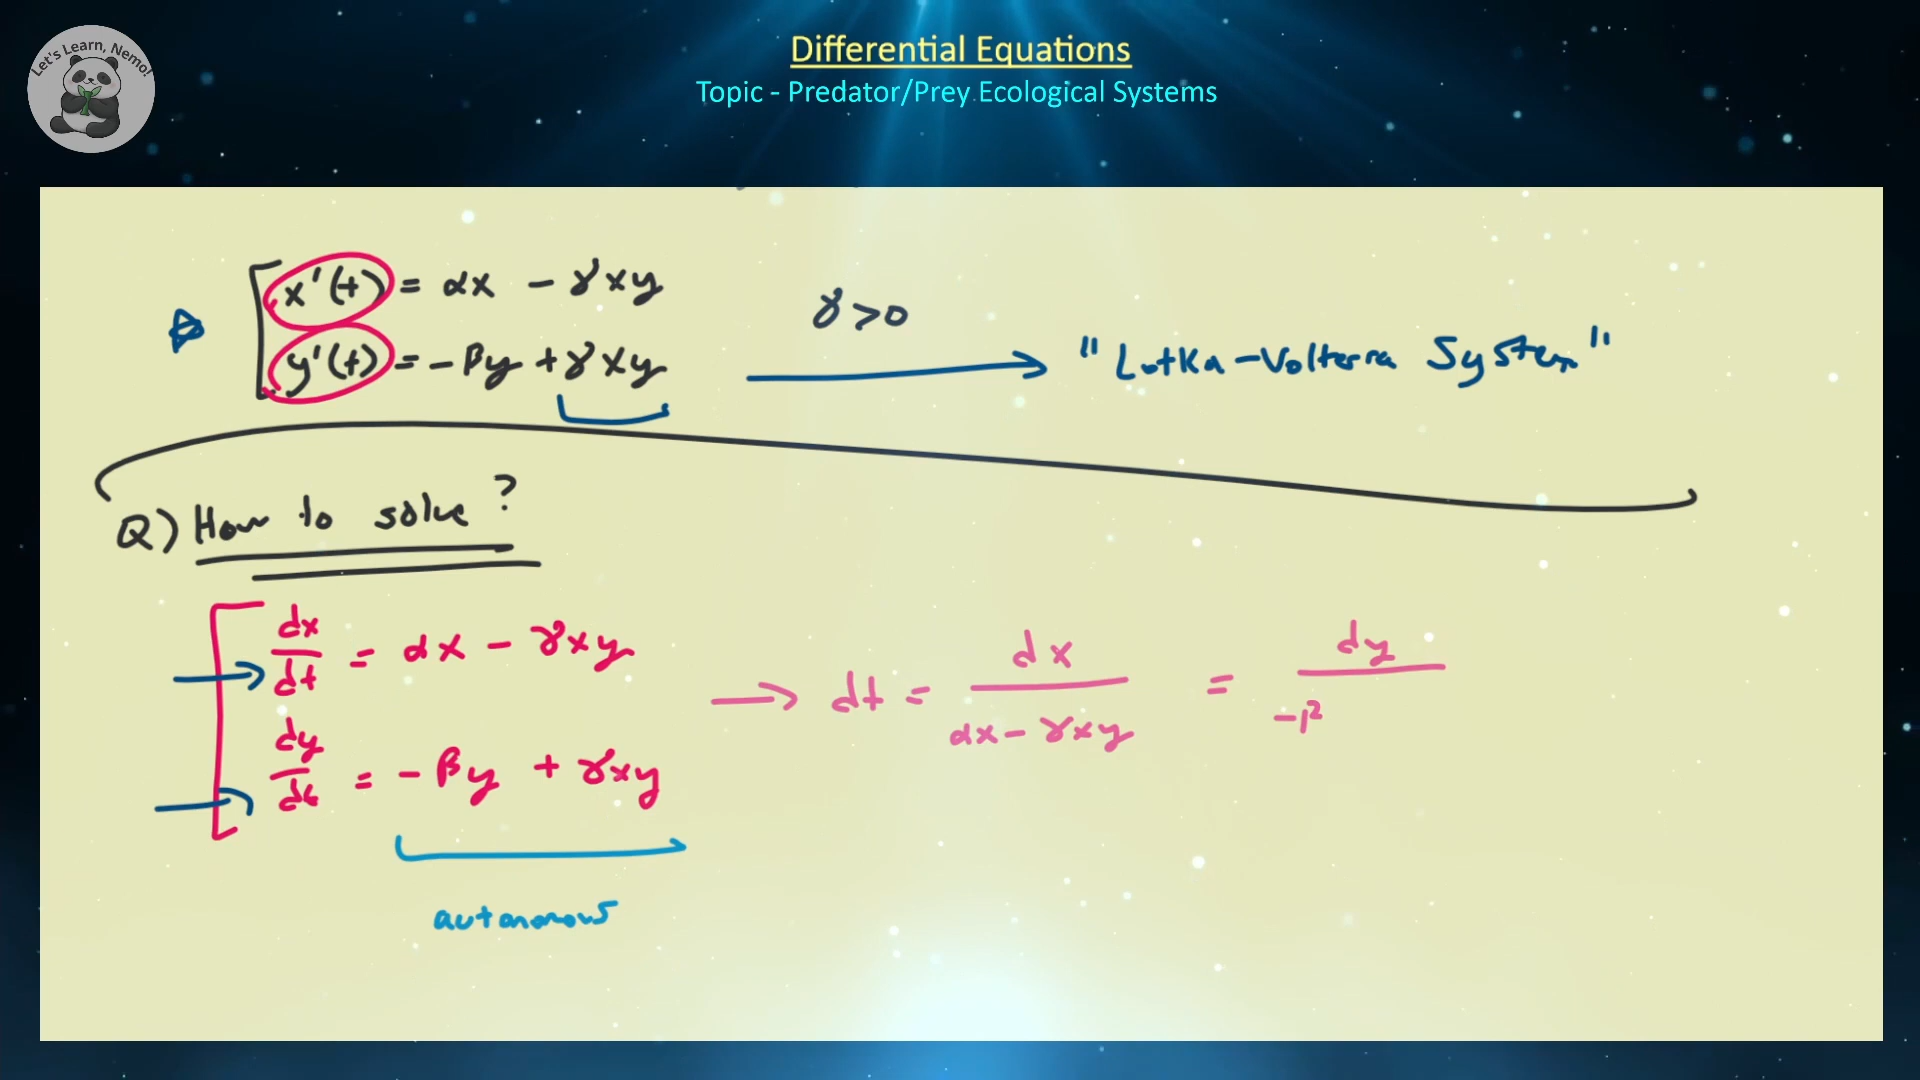 Let's Learn, Nemo!
Differential Equations
Topic - Predator/Prey Ecological Systems
x'(t) = αx - γxy
γ > 0
y'(t) = -βy + γxy
"Lotka-Volterra System"
Q) How to solve?
dx/dt = αx - γxy
→ dt = dx/(αx - γxy) = dy/-β
dy/dt = -βy + γxy
autonomous